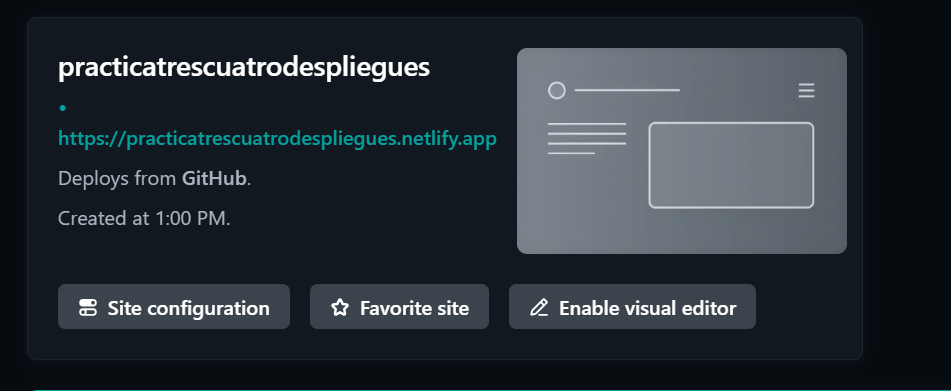 practicatrescuatrodespliegues
https://practicatrescuatrodespliegues.netlify.app
Deploys from GitHub.
Created at 1:00 PM.
Site configuration
Favorite site
Enable visual editor